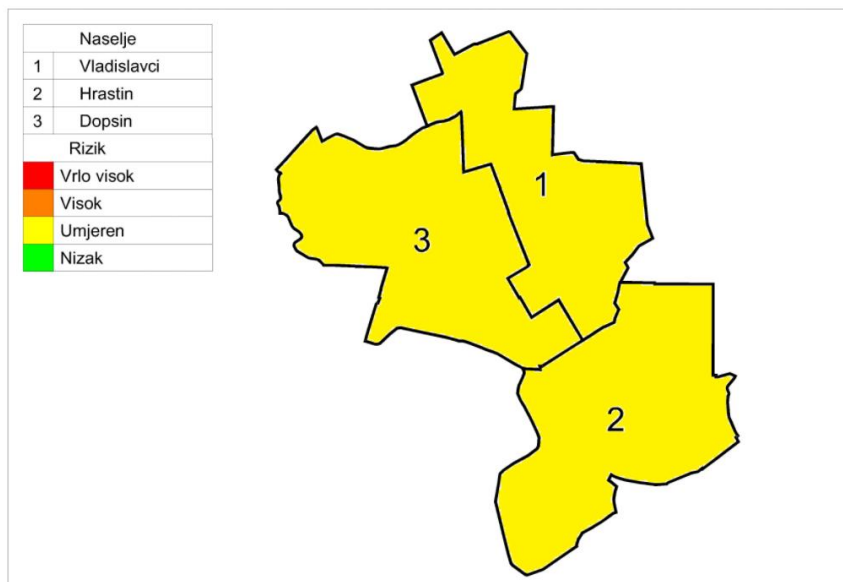 Naselje
1 Vladislavci
2 Hrastin
3 Dopsin
Rizik
Vrlo visok
Visok
Umjeren
Nizak
1
3
2